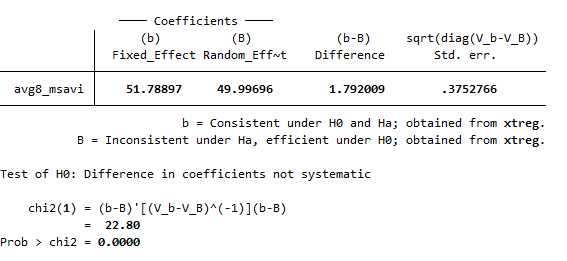 Coefficients
(b) (B) (b-B) sqrt(diag(V_b-V_B))
Fixed_Effect Random_Eff~t Difference Std. err.
avg8_msavi 51.78897 49.99696 1.792009 .3752766
b = Consistent under H0 and Ha; obtained from xtreg.
B = Inconsistent under Ha, efficient under H0; obtained from xtreg.
Test of H0: Difference in coefficients not systematic
chi2(1) = (b-B)'[(V_b-V_B)^(-1)](b-B)
= 22.80
Prob > chi2 = 0.0000